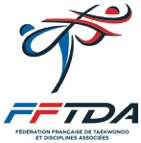 FFTDA
FÉDÉRATION FRANÇAISE DE TAEKWONDO
ET DISCIPLINES ASSOCIÉES